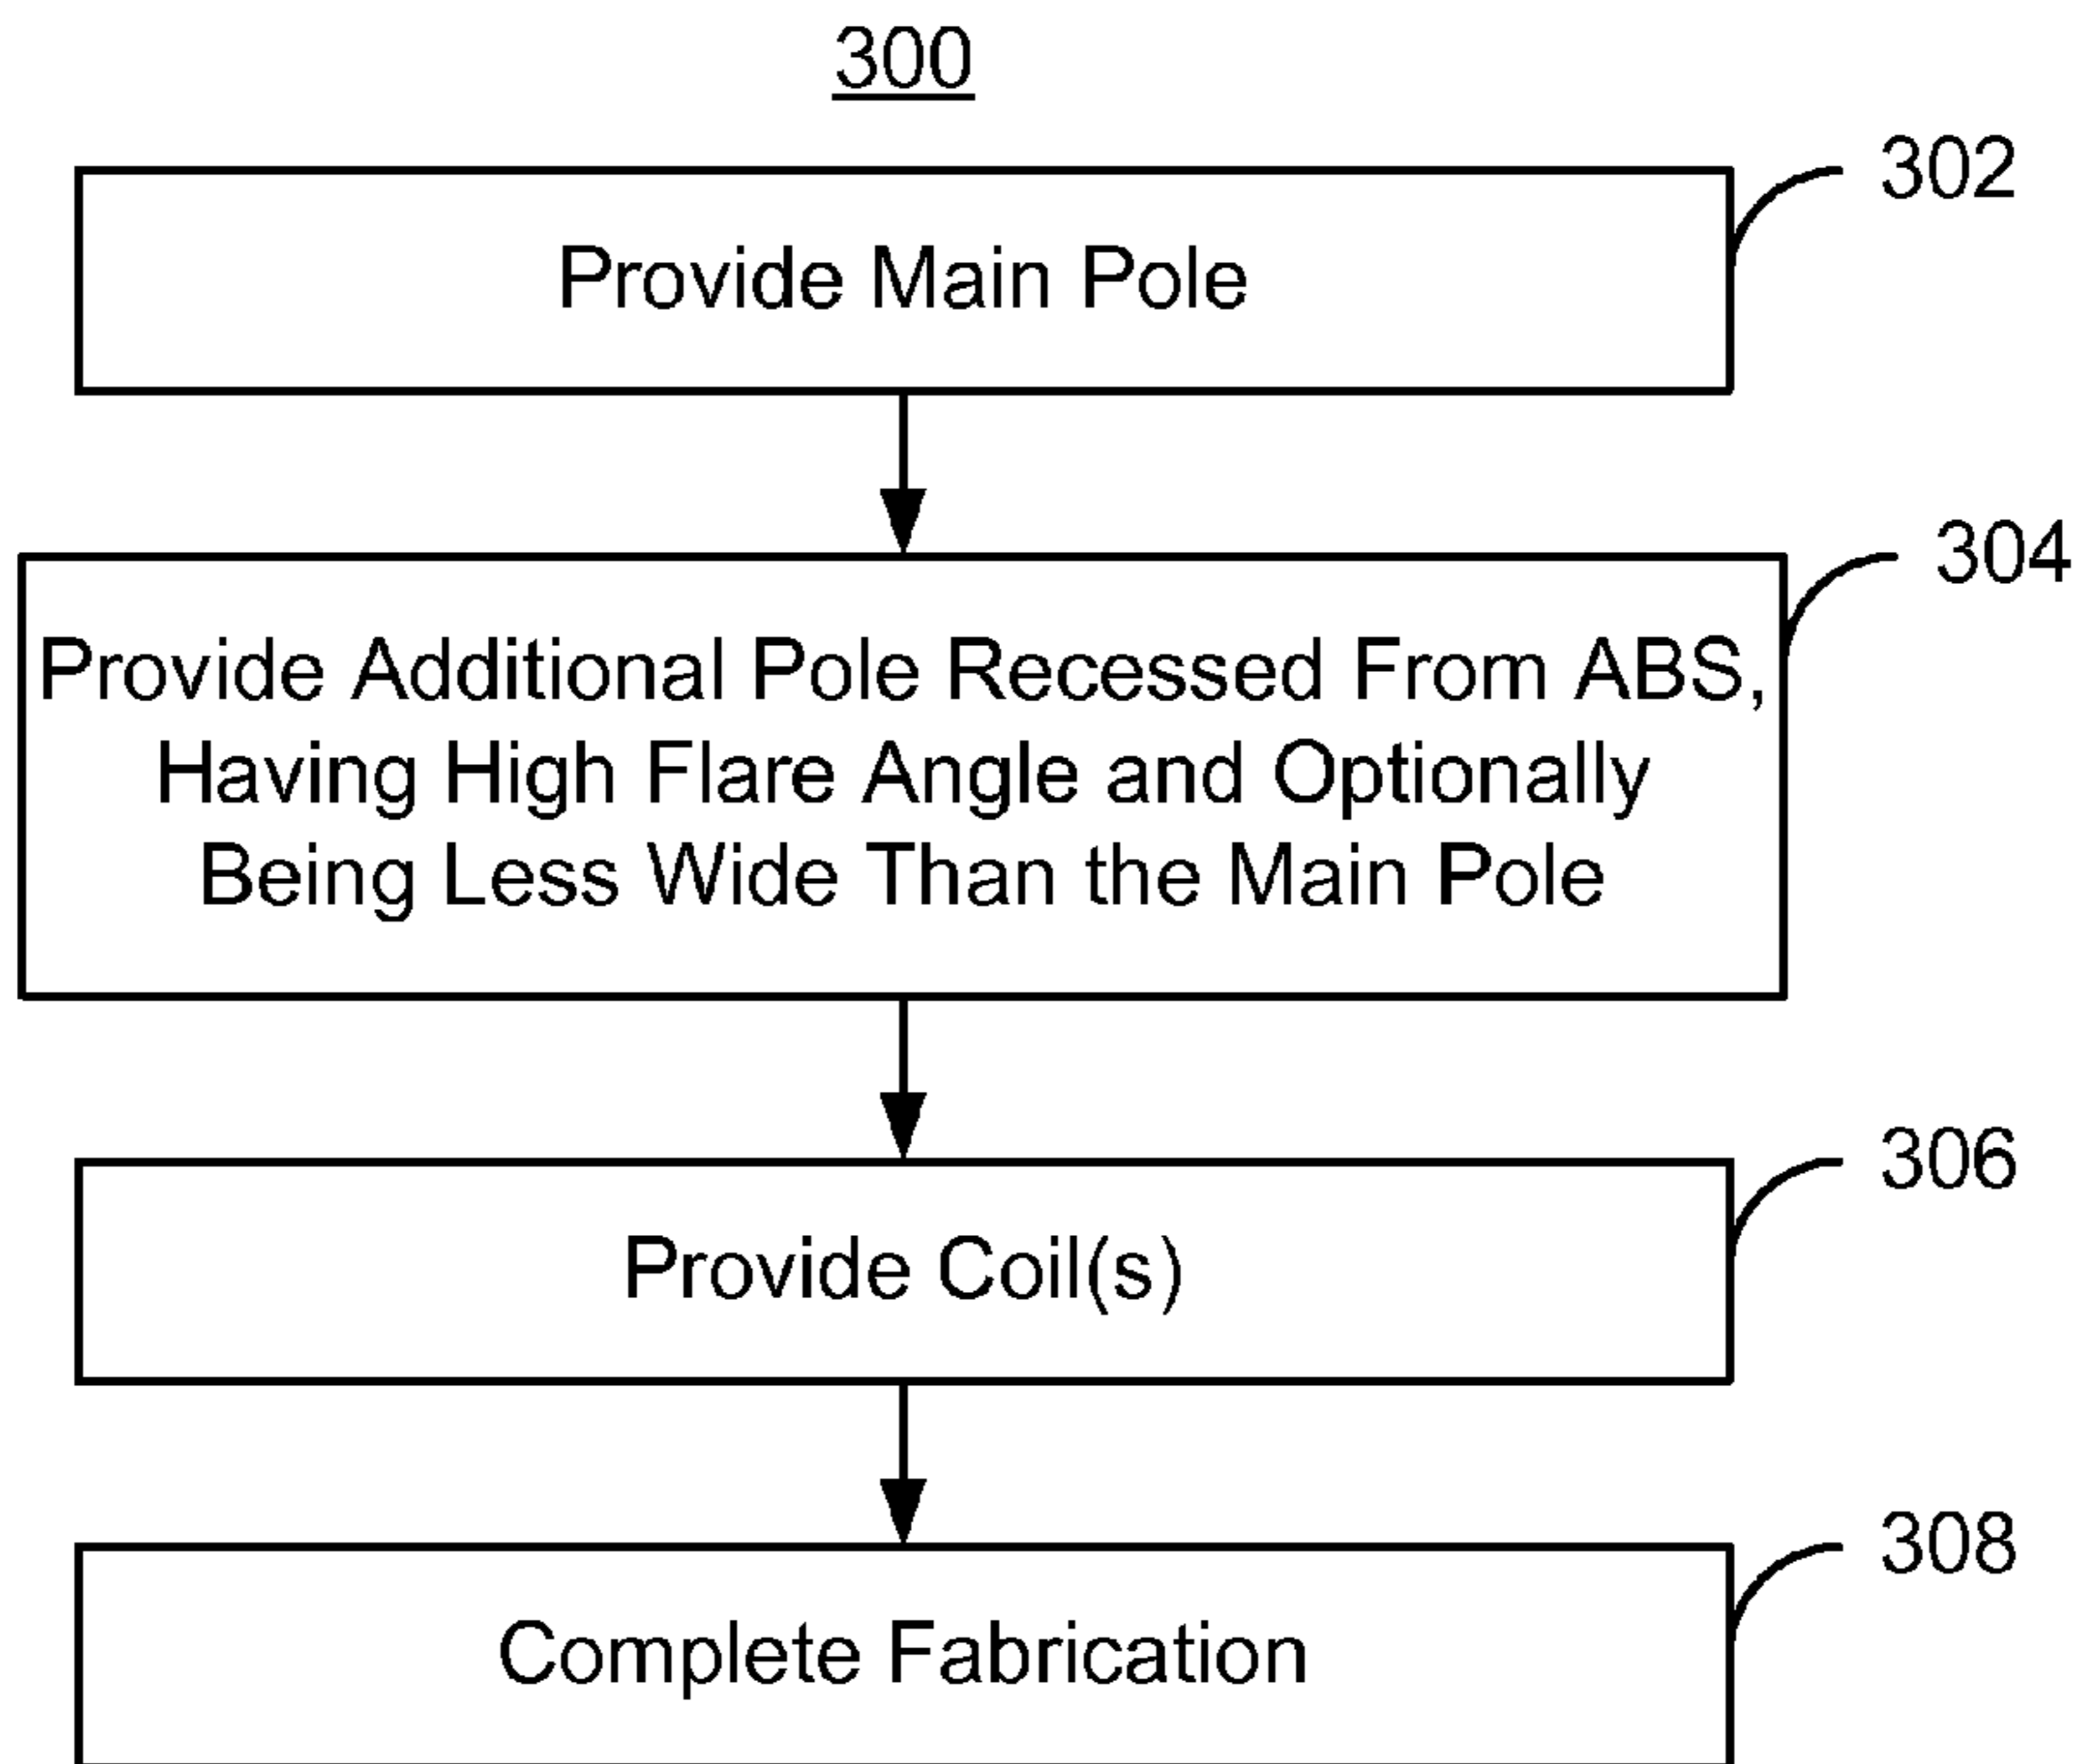 300
302
Provide Main Pole
304
Provide Additional Pole Recessed From ABS,
Having High Flare Angle and Optionally
Being Less Wide Than the Main Pole
306
Provide Coil(s)
308
Complete Fabrication